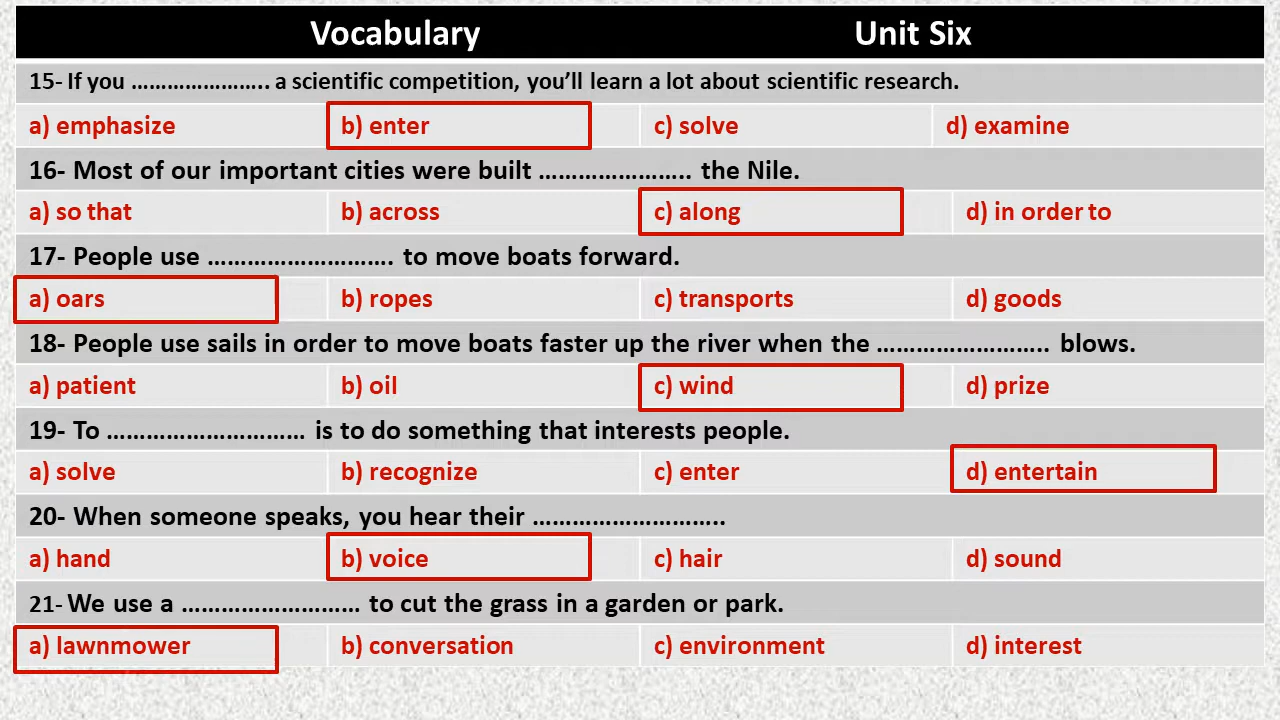 Vocabulary Unit Six
15- If you ………………….. a scientific competition, you’ll learn a lot about scientific research.
a) emphasize b) enter c) solve d) examine
16- Most of our important cities were built ………………….. the Nile.
a) so that b) across c) along d) in order to
17- People use ………………………. to move boats forward.
a) oars b) ropes c) transports d) goods
18- People use sails in order to move boats faster up the river when the …………………….. blows.
a) patient b) oil c) wind d) prize
19- To ………………………… is to do something that interests people.
a) solve b) recognize c) enter d) entertain
20- When someone speaks, you hear their ………………………..
a) hand b) voice c) hair d) sound
21- We use a ……………………… to cut the grass in a garden or park.
a) lawnmower b) conversation c) environment d) interest